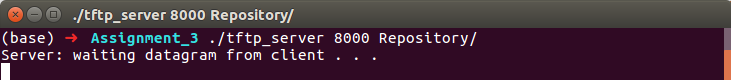 ./tftp_server 8000 Repository/
(base) ➜ Assignment_3 ./tftp_server 8000 Repository/
Server: waiting datagram from client . . .